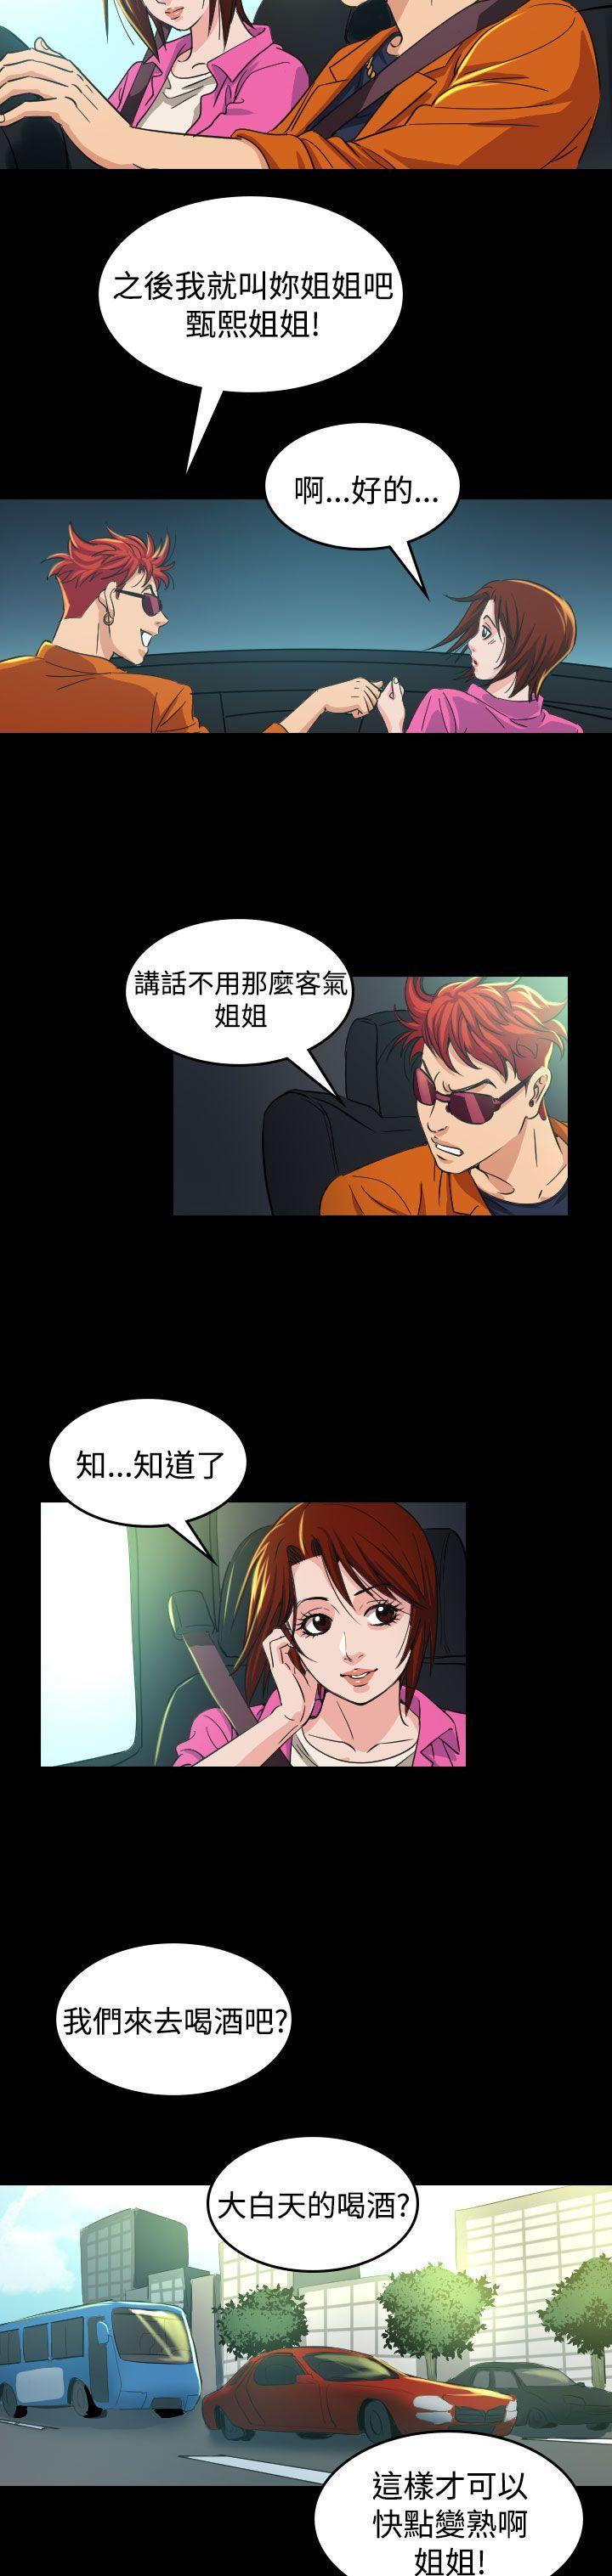 之後我就叫妳姐姐吧
甄熙姐姐!
啊...好的...
講話不用那麼客氣
姐姐
知...知道了
我們來去喝酒吧?
大白天的喝酒?
這樣才可以
快點變熟啊
姐姐!